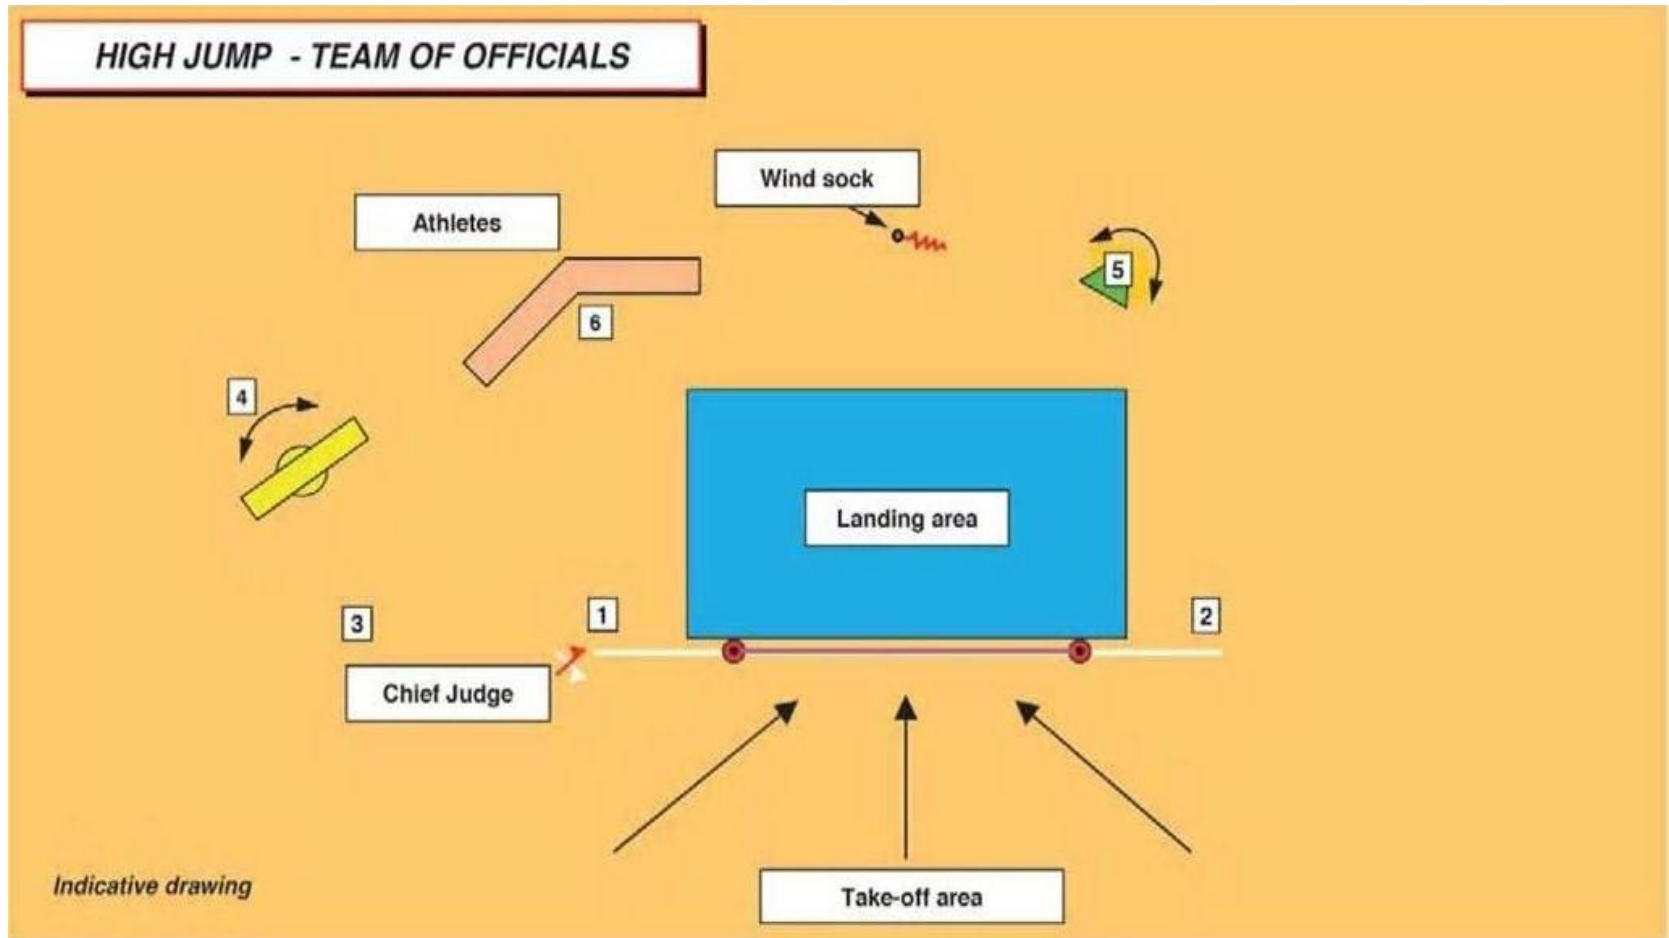 HIGH JUMP - TEAM OF OFFICIALS
Wind sock
Athletes
5
6
4
Landing area
1
2
3
Chief Judge
Indicative drawing
Take-off area